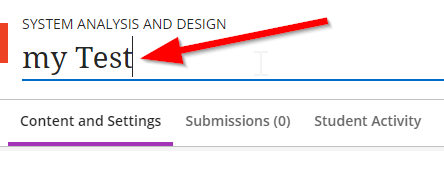 SYSTEM ANALYSIS AND DESIGN
my Test
Content and Settings Submissions (0) Student Activity